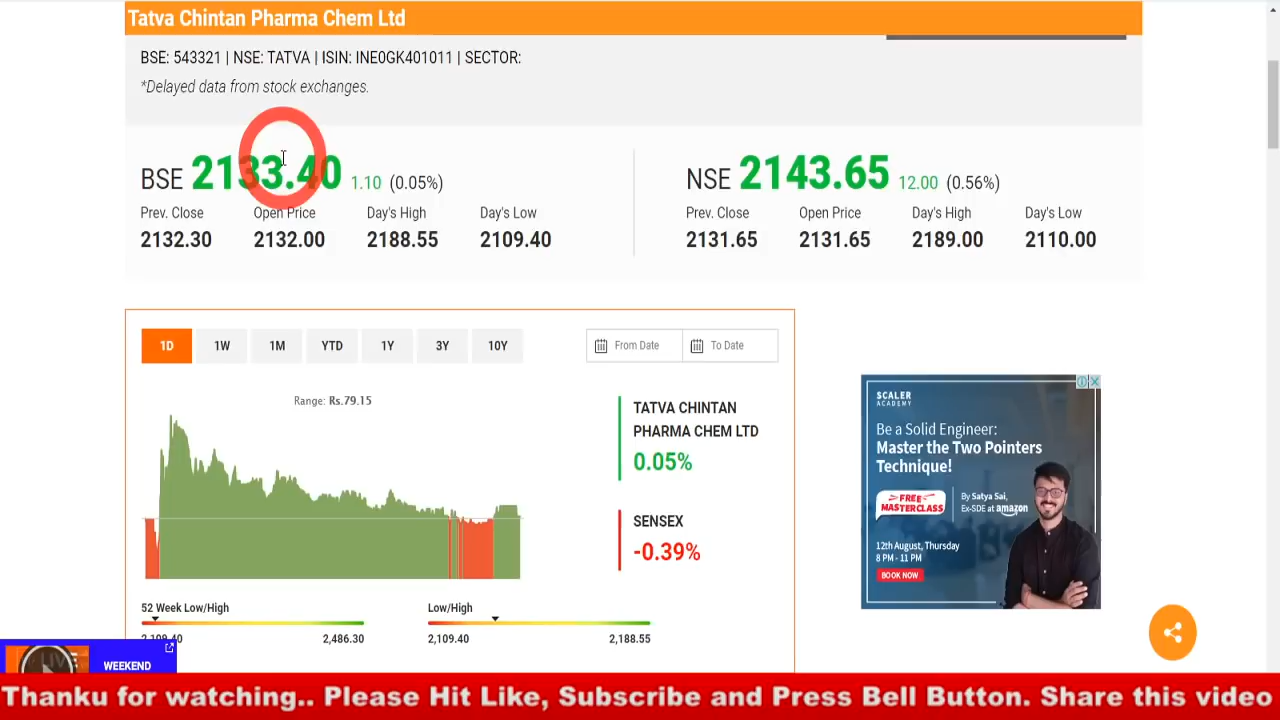 Tatva Chintan Pharma Chem Ltd
BSE: 543321 | NSE: TATVA | ISIN: INE0GK401011 | SECTOR:
*Delayed data from stock exchanges.
BSE 2133.40 1.10 (0.05%)
Prev. Close Open Price Day's High Day's Low
2132.30 2132.00 2188.55 2109.40
NSE 2143.65 12.00 (0.56%)
Prev. Close Open Price Day's High Day's Low
2131.65 2131.65 2189.00 2110.00
1D 1W 1M YTD 1Y 3Y 10Y
From Date To Date
Range: Rs.79.15
TATVA CHINTAN
PHARMA CHEM LTD
0.05%
SENSEX
-0.39%
52 Week Low/High
2,109.40 2,486.30
Low/High
2,109.40 2,188.55
SCALER
ACADEMY
Be a Solid Engineer:
Master the Two Pointers
Technique!
FREE
MASTERCLASS
By Satya Sai,
Ex-SDE at amazon
12th August, Thursday
8 PM - 11 PM
BOOK NOW
LIVE
WEEKEND
Thanku for watching.. Please Hit Like, Subscribe and Press Bell Button. Share this video